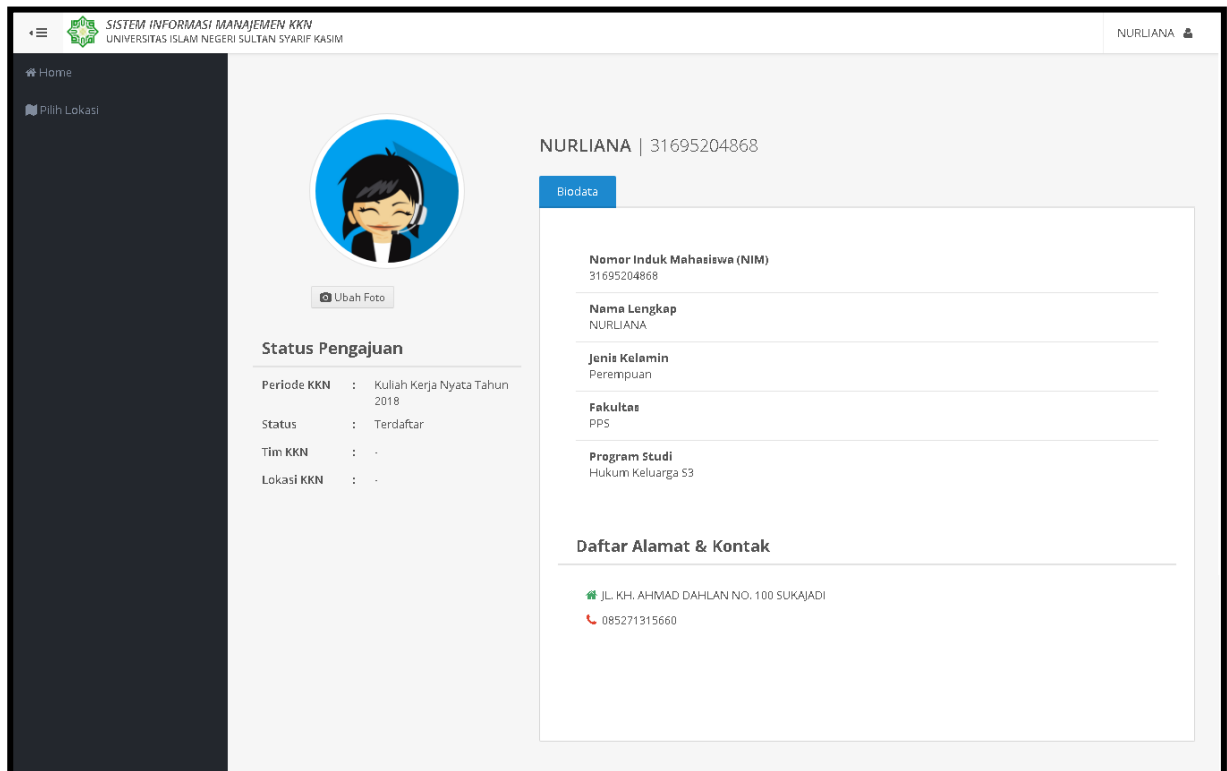 SISTEM INFORMASI MANAJEMEN KKN
UNIVERSITAS ISLAM NEGERI SULTAN SYARIF KASIM
NURLIANA
Home
Pilih Lokasi
NURLIANA | 31695204868
Biodata
Ubah Foto
Status Pengajuan
Periode KKN : Kuliah Kerja Nyata Tahun
2018
Status : Terdaftar
Tim KKN : -
Lokasi KKN : -
Nomor Induk Mahasiswa (NIM)
31695204868
Nama Lengkap
NURLIANA
Jenis Kelamin
Perempuan
Fakultas
PPS
Program Studi
Hukum Keluarga S3
Daftar Alamat & Kontak
JL. KH. AHMAD DAHLAN NO. 100 SUKAJADI
085271315660